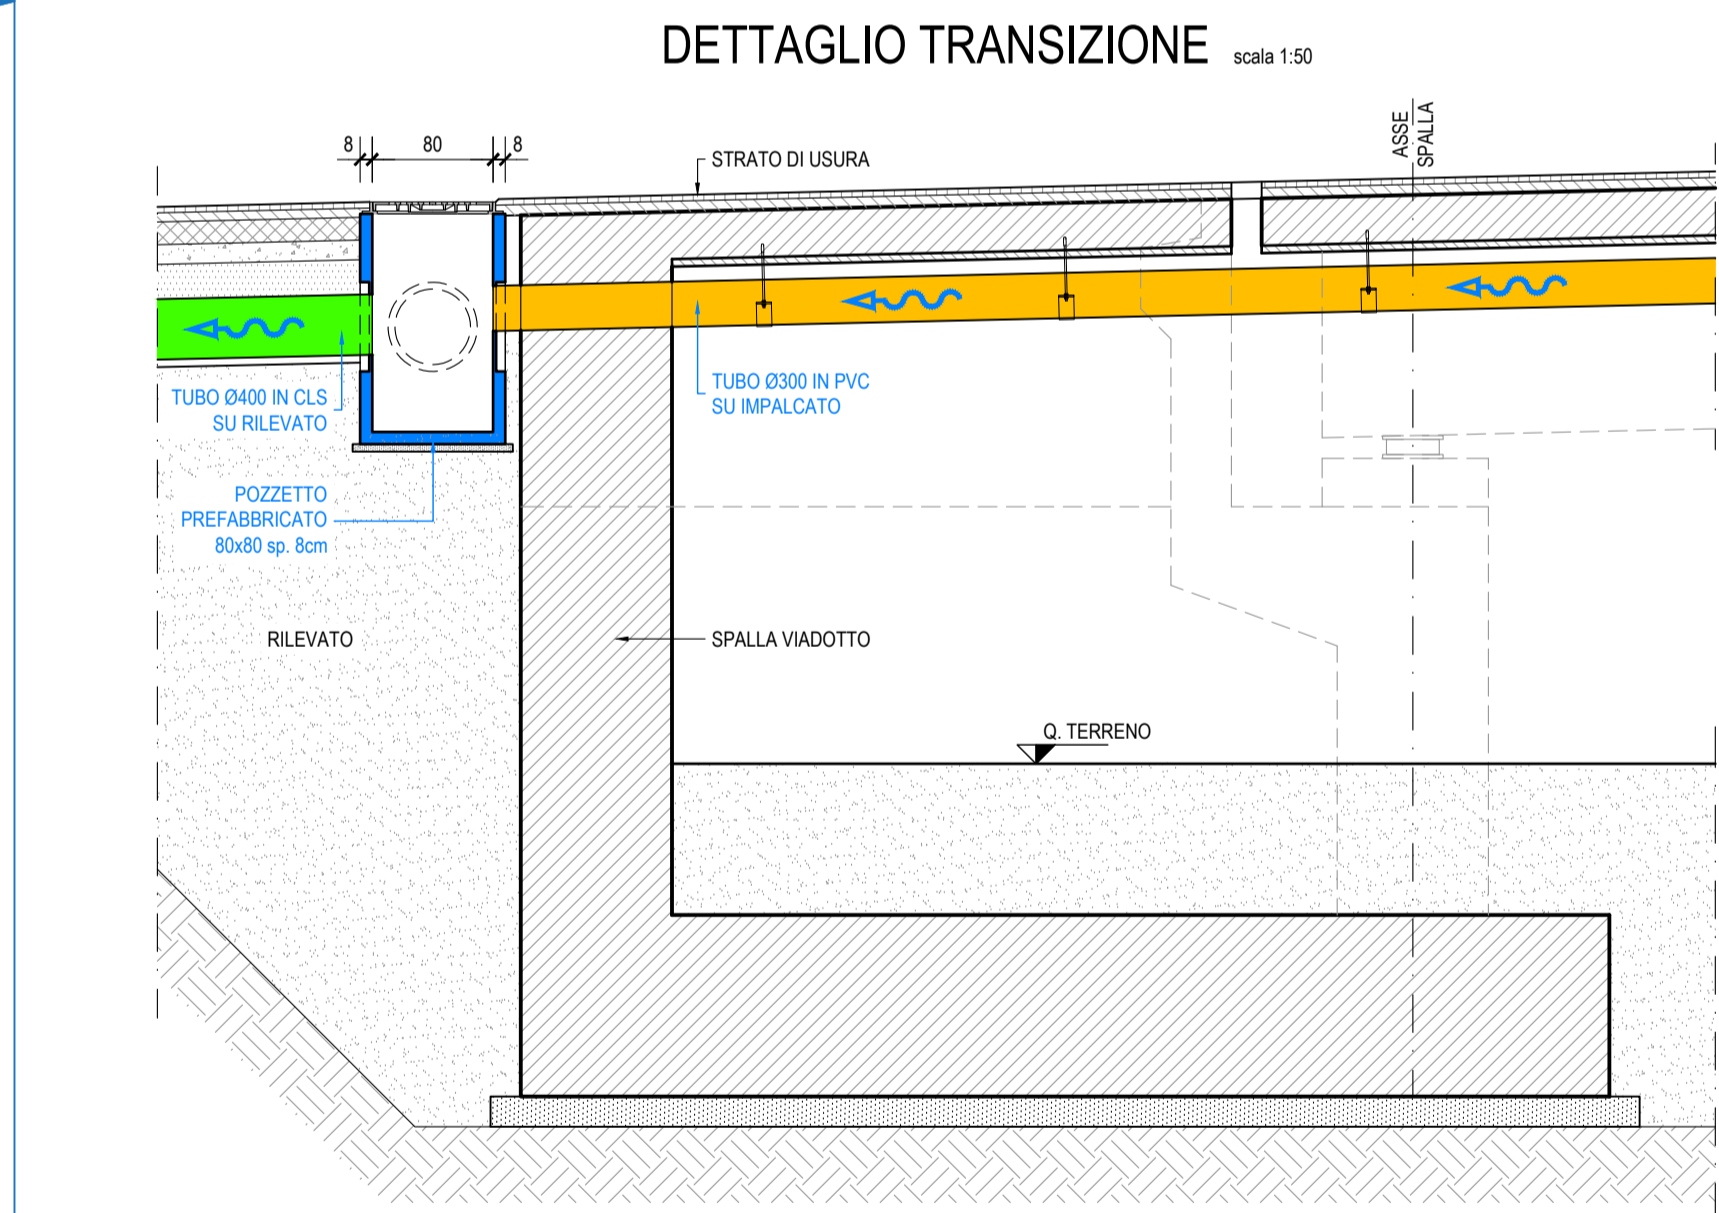 DETTAGLIO TRANSIZIONE scala 1:50
8 80 8
STRATO DI USURA
ASSE
SPALLA
TUBO Ø400 IN CLS
SU RILEVATO
TUBO Ø300 IN PVC
SU IMPALCATO
POZZETTO
PREFABBRICATO
80x80 sp. 8cm
RILEVATO
SPALLA VIADOTTO
Q. TERRENO